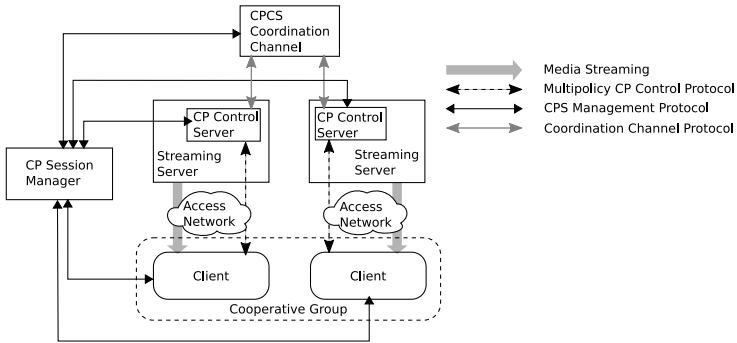 CPCS
Coordination
Channel
Media Streaming
Multipolicy CP Control Protocol
CPS Management Protocol
Coordination Channel Protocol
CP Control
Server
Streaming
Server
CP Control
Server
Streaming
Server
CP Session
Manager
Access
Network
Access
Network
Client
Client
Cooperative Group